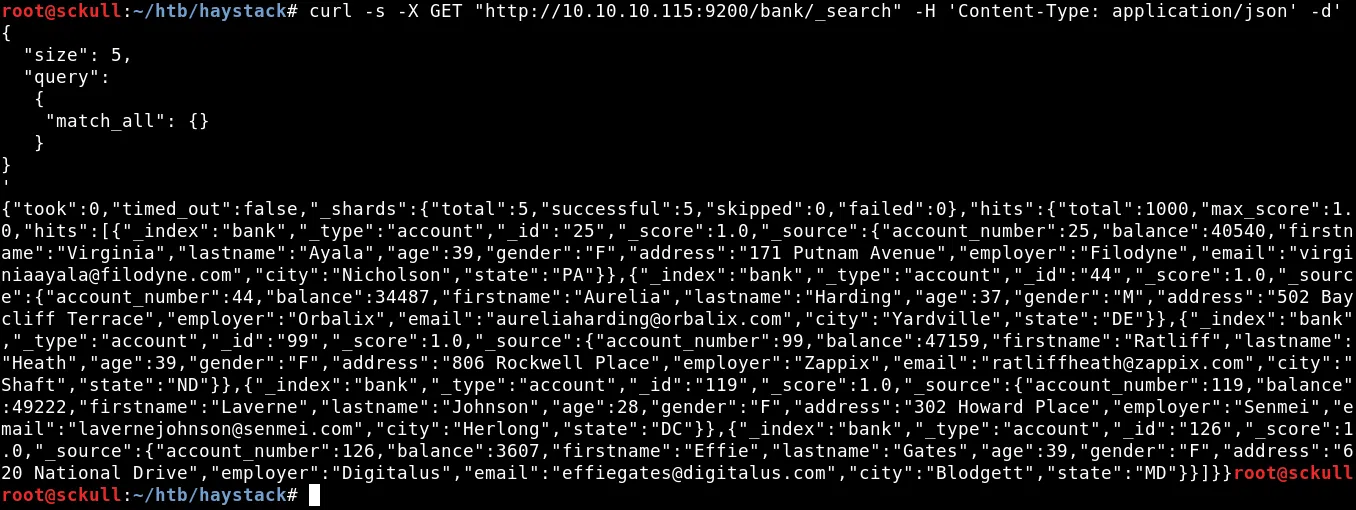 root@sckull:~/htb/haystack# curl -s -X GET "http://10.10.10.115:9200/bank/_search" -H 'Content-Type: application/json' -d'
{
  "size": 5,
  "query":
   {
    "match_all": {}
   }
}
'
{"took":0,"timed_out":false,"_shards":{"total":5,"successful":5,"skipped":0,"failed":0},"hits":{"total":1000,"max_score":1.
0,"hits":[{"_index":"bank","_type":"account","_id":"25","_score":1.0,"_source":{"account_number":25,"balance":40540,"firstn
ame":"Virginia","lastname":"Ayala","age":39,"gender":"F","address":"171 Putnam Avenue","employer":"Filodyne","email":"virgi
niaayala@filodyne.com","city":"Nicholson","state":"PA"}},{"_index":"bank","_type":"account","_id":"44","_score":1.0,"_sourc
e":{"account_number":44,"balance":34487,"firstname":"Aurelia","lastname":"Harding","age":37,"gender":"M","address":"502 Bay
cliff Terrace","employer":"Orbalix","email":"aureliaharding@orbalix.com","city":"Yardville","state":"DE"}},{"_index":"bank"
,"_type":"account","_id":"99","_score":1.0,"_source":{"account_number":99,"balance":47159,"firstname":"Ratliff","lastname":
"Heath","age":39,"gender":"F","address":"806 Rockwell Place","employer":"Zappix","email":"ratliffheath@zappix.com","city":"
Shaft","state":"ND"}},{"_index":"bank","_type":"account","_id":"119","_score":1.0,"_source":{"account_number":119,"balance"
:49222,"firstname":"Laverne","lastname":"Johnson","age":28,"gender":"F","address":"302 Howard Place","employer":"Senmei","e
mail":"lavernejohnson@senmei.com","city":"Herlong","state":"DC"}},{"_index":"bank","_type":"account","_id":"126","_score":1
.0,"_source":{"account_number":126,"balance":3607,"firstname":"Effie","lastname":"Gates","age":39,"gender":"F","address":"6
20 National Drive","employer":"Digitalus","email":"effiegates@digitalus.com","city":"Blodgett","state":"MD"}}]}}root@sckull
root@sckull:~/htb/haystack#